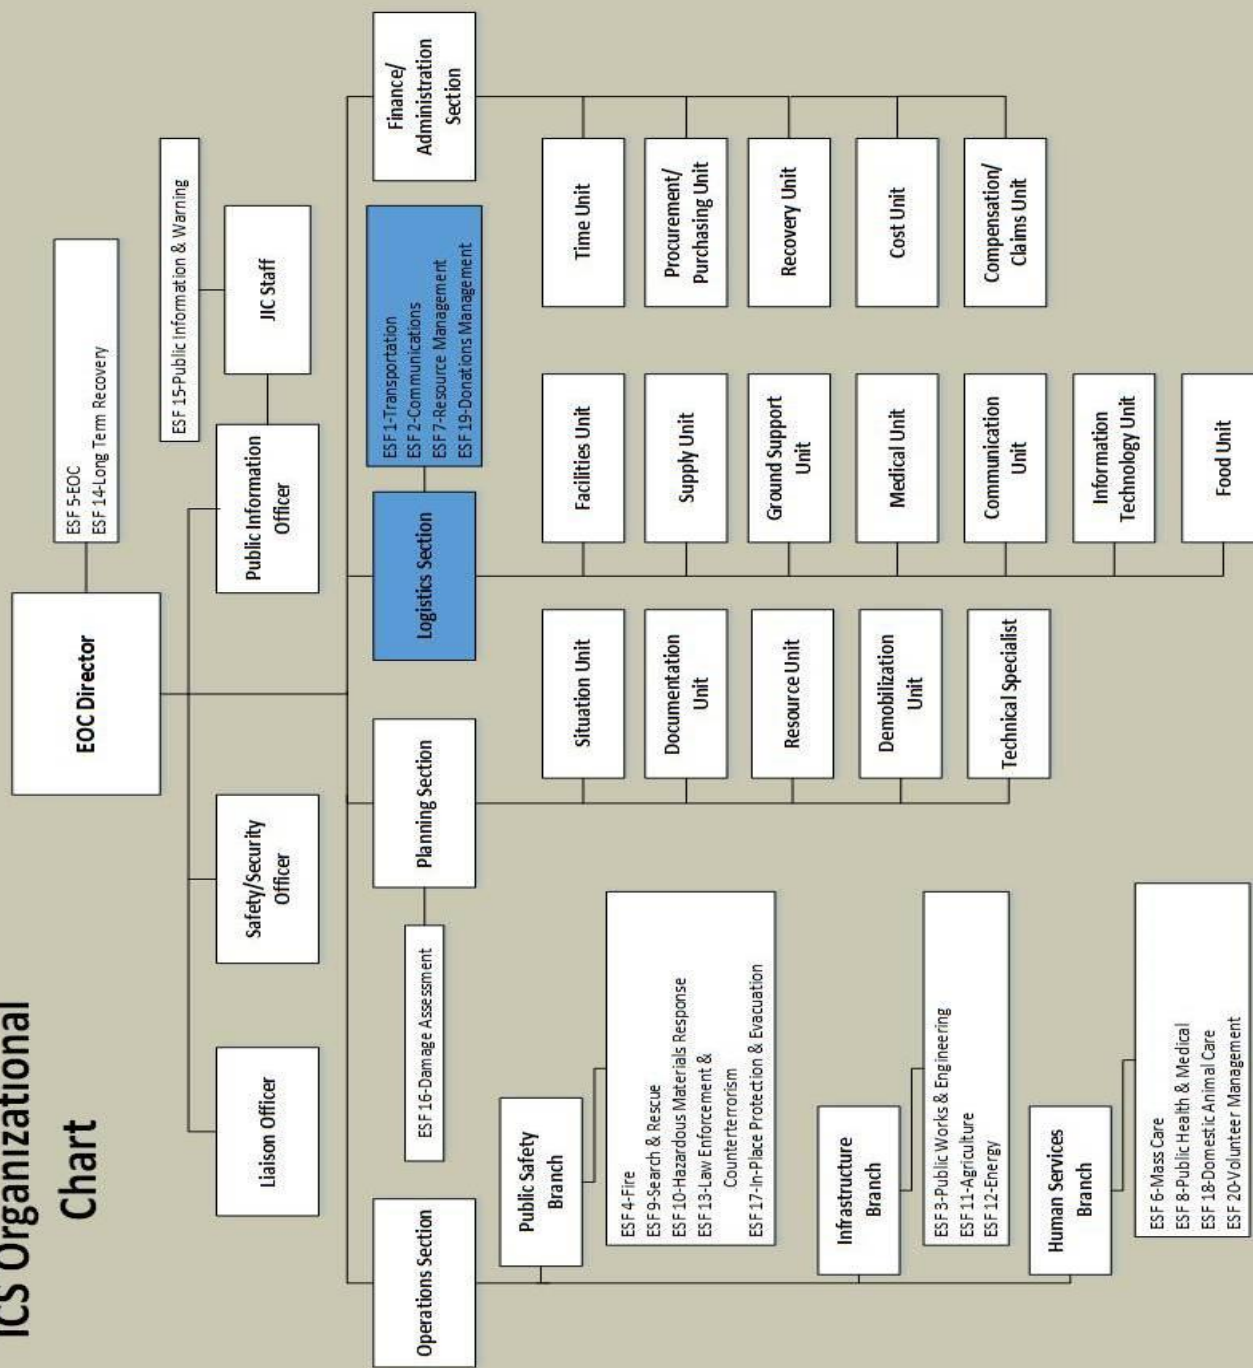 ICS Organizational
Chart
EOC Director
ESF 5-EOC
ESF 14-Long Term Recovery
Liaison Officer
Safety/Security
Officer
Public Information
Officer
JIC Staff
ESF 15-Public Information & Warning
Operations Section
Planning Section
ESF 16-Damage Assessment
Logistics Section
ESF 1-Transportation
ESF 2-Communications
ESF 7-Resource Management
ESF 19-Donations Management
Finance/
Administration
Section
Public Safety
Branch
ESF 4-Fire
ESF 9-Search & Rescue
ESF 10-Hazardous Materials Response
ESF 13-Law Enforcement &
Counterterrorism
ESF 17-In-Place Protection & Evacuation
Infrastructure
Branch
ESF 3-Public Works & Engineering
ESF 11-Agriculture
ESF 12-Energy
Human Services
Branch
ESF 6-Mass Care
ESF 8-Public Health & Medical
ESF 18-Domestic Animal Care
ESF 20-Volunteer Management
Situation Unit
Documentation
Unit
Resource Unit
Demobilization
Unit
Technical Specialist
Facilities Unit
Supply Unit
Ground Support
Unit
Medical Unit
Communication
Unit
Information
Technology Unit
Food Unit
Time Unit
Procurement/
Purchasing Unit
Recovery Unit
Cost Unit
Compensation/
Claims Unit